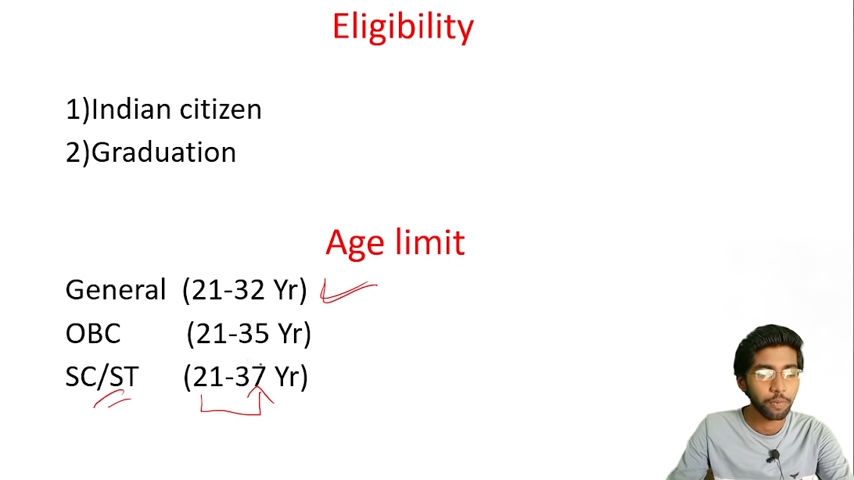 Eligibility
1)Indian citizen
2)Graduation
Age limit
General (21-32 Yr)
OBC (21-35 Yr)
SC/ST (21-37 Yr)